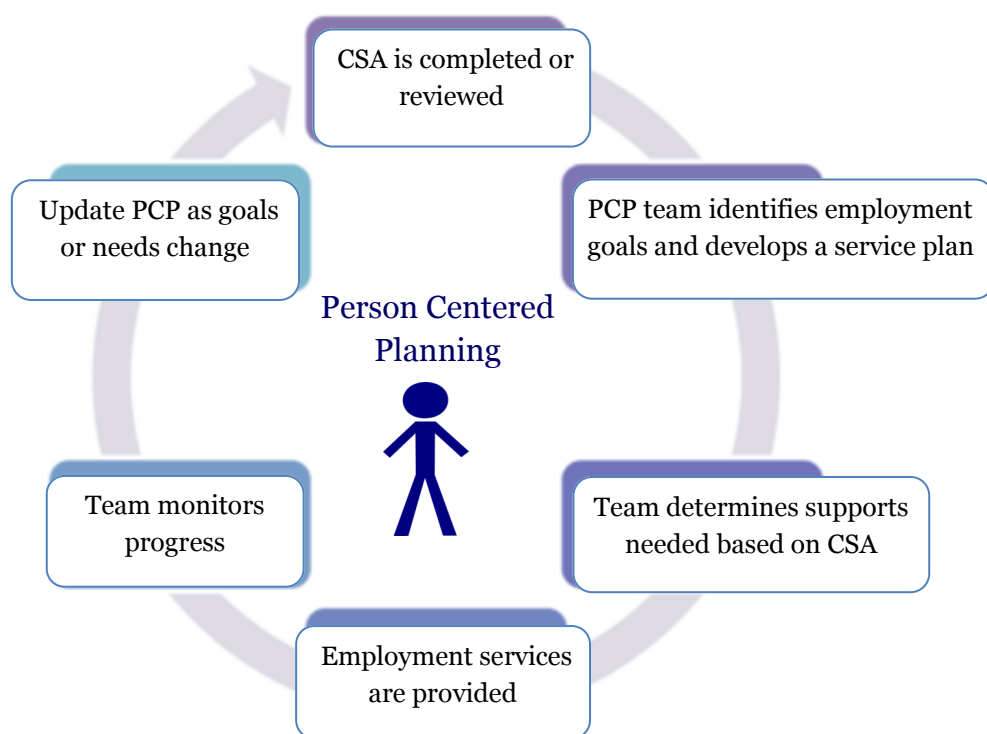 CSA is completed or
reviewed
PCP team identifies employment
goals and develops a service plan
Team determines supports
needed based on CSA
Employment services
are provided
Team monitors
progress
Update PCP as goals
or needs change
Person Centered
Planning